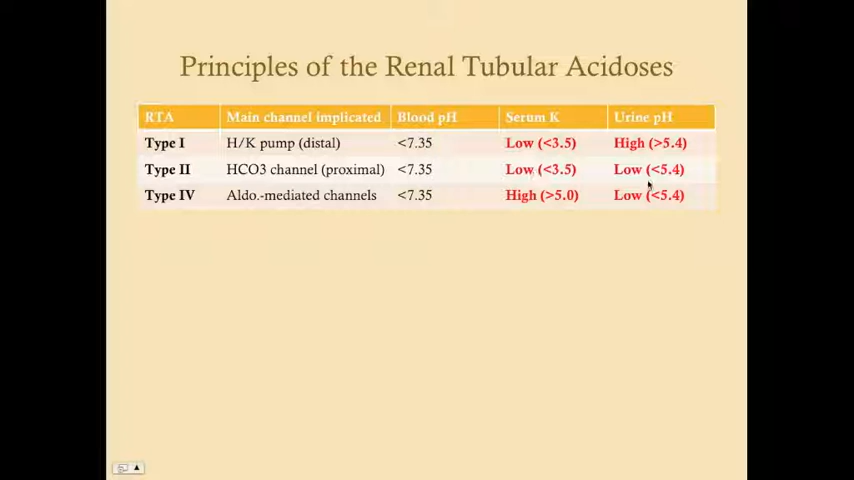 Principles of the Renal Tubular Acidoses
RTA Main channel implicated Blood pH Serum K Urine pH
Type I H/K pump (distal) <7.35 Low (<3.5) High (>5.4)
Type II HCO3 channel (proximal) <7.35 Low (<3.5) Low (<5.4)
Type IV Aldo.-mediated channels <7.35 High (>5.0) Low (<5.4)